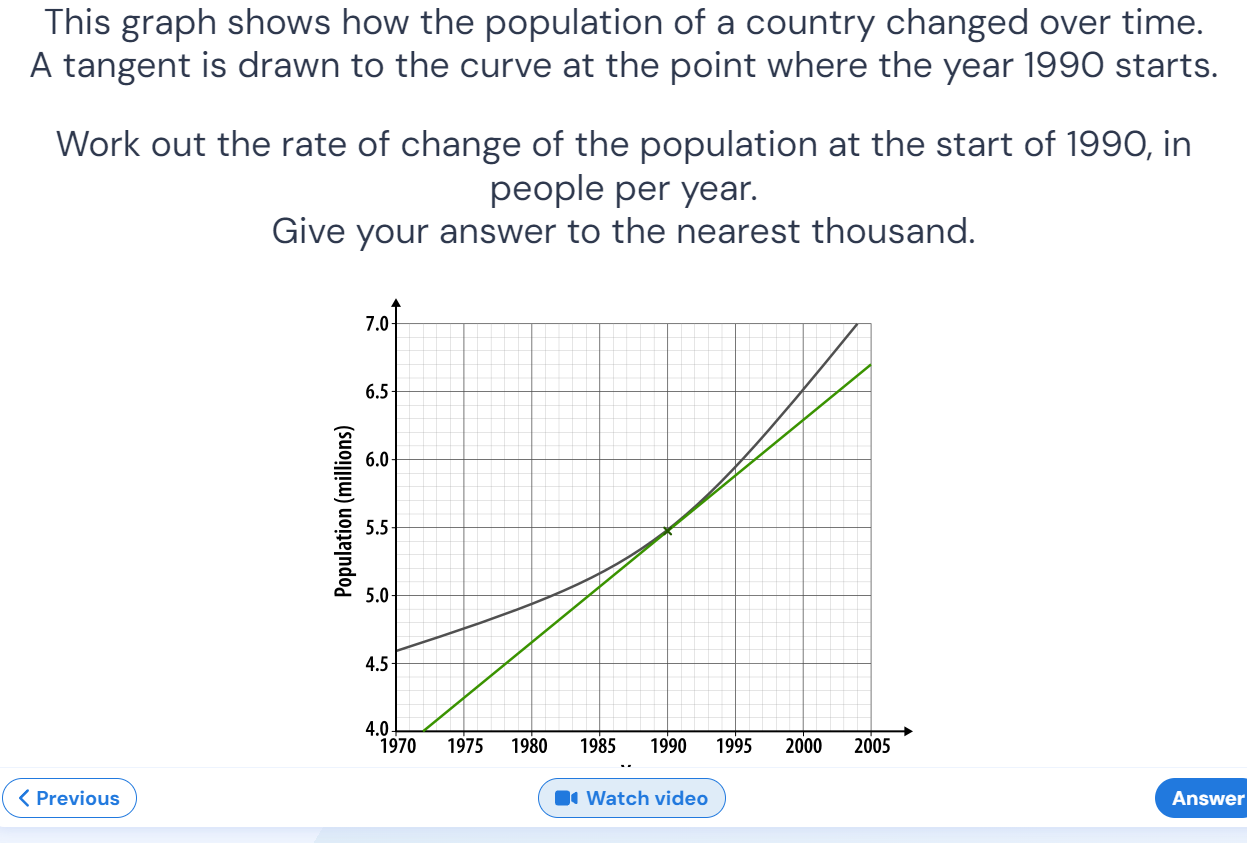 This graph shows how the population of a country changed over time.
A tangent is drawn to the curve at the point where the year 1990 starts.
Work out the rate of change of the population at the start of 1990, in
people per year.
Give your answer to the nearest thousand.
7.0
6.5
6.0
5.5
5.0
4.5
4.0
Population (millions)
1970 1975 1980 1985 1990 1995 2000 2005
Previous
Watch video
Answer